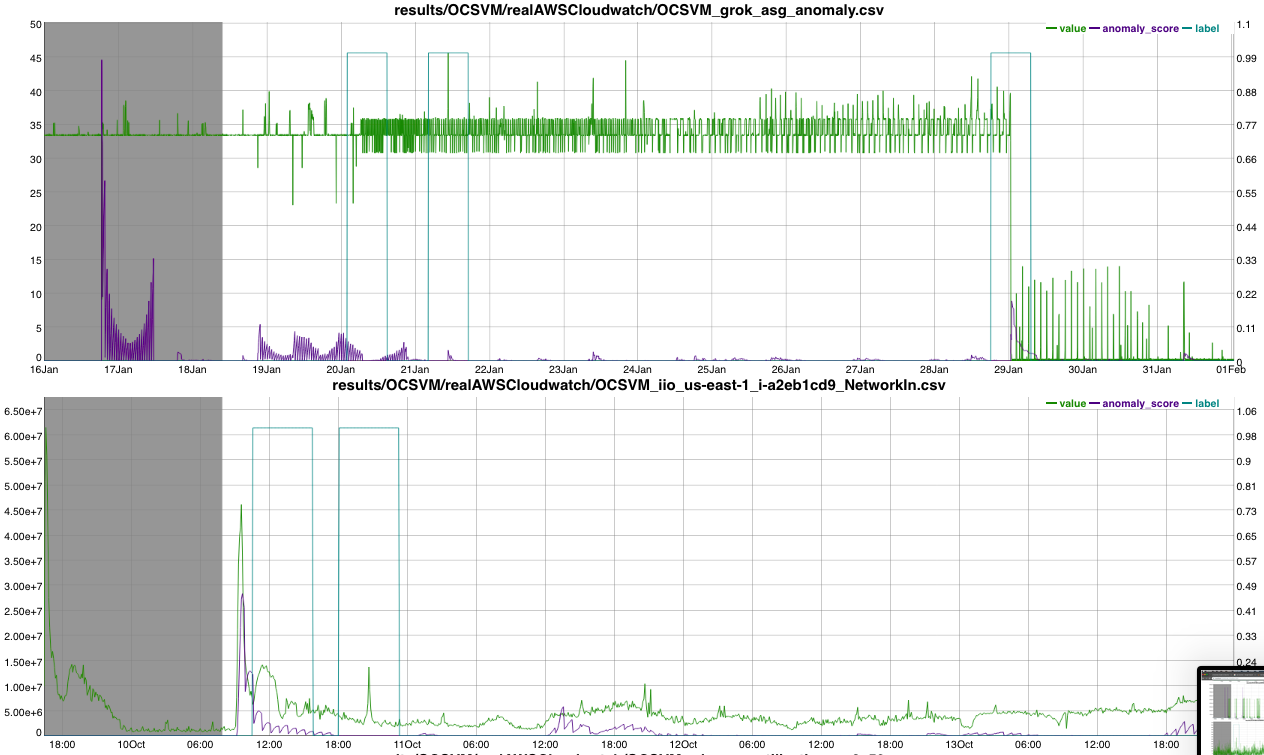 results/OCSVM/realAWSCloudwatch/OCSVM_grok_asg_anomaly.csv
value anomaly_score label
50 1.1
45 0.99
40 0.88
35 0.77
30 0.66
25 0.55
20 0.44
15 0.33
10 0.22
5 0.11
0 0
16Jan 17Jan 18Jan 19Jan 20Jan 21Jan 22Jan 23Jan 24Jan 25Jan 26Jan 27Jan 28Jan 29Jan 30Jan 31Jan 01Feb
results/OCSVM/realAWSCloudwatch/OCSVM_iio_us-east-1_i-a2eb1cd9_NetworkIn.csv
value anomaly_score label
6.50e+7 1.06
6.00e+7 0.98
5.50e+7 0.9
5.00e+7 0.81
4.50e+7 0.73
4.00e+7 0.65
3.50e+7 0.57
3.00e+7 0.49
2.50e+7 0.41
2.00e+7 0.33
1.50e+7 0.24
1.00e+7
5.00e+6
0
18:00 10Oct 06:00 12:00 18:00 11Oct 06:00 12:00 18:00 12Oct 06:00 12:00 18:00 13Oct 06:00 12:00 18:00